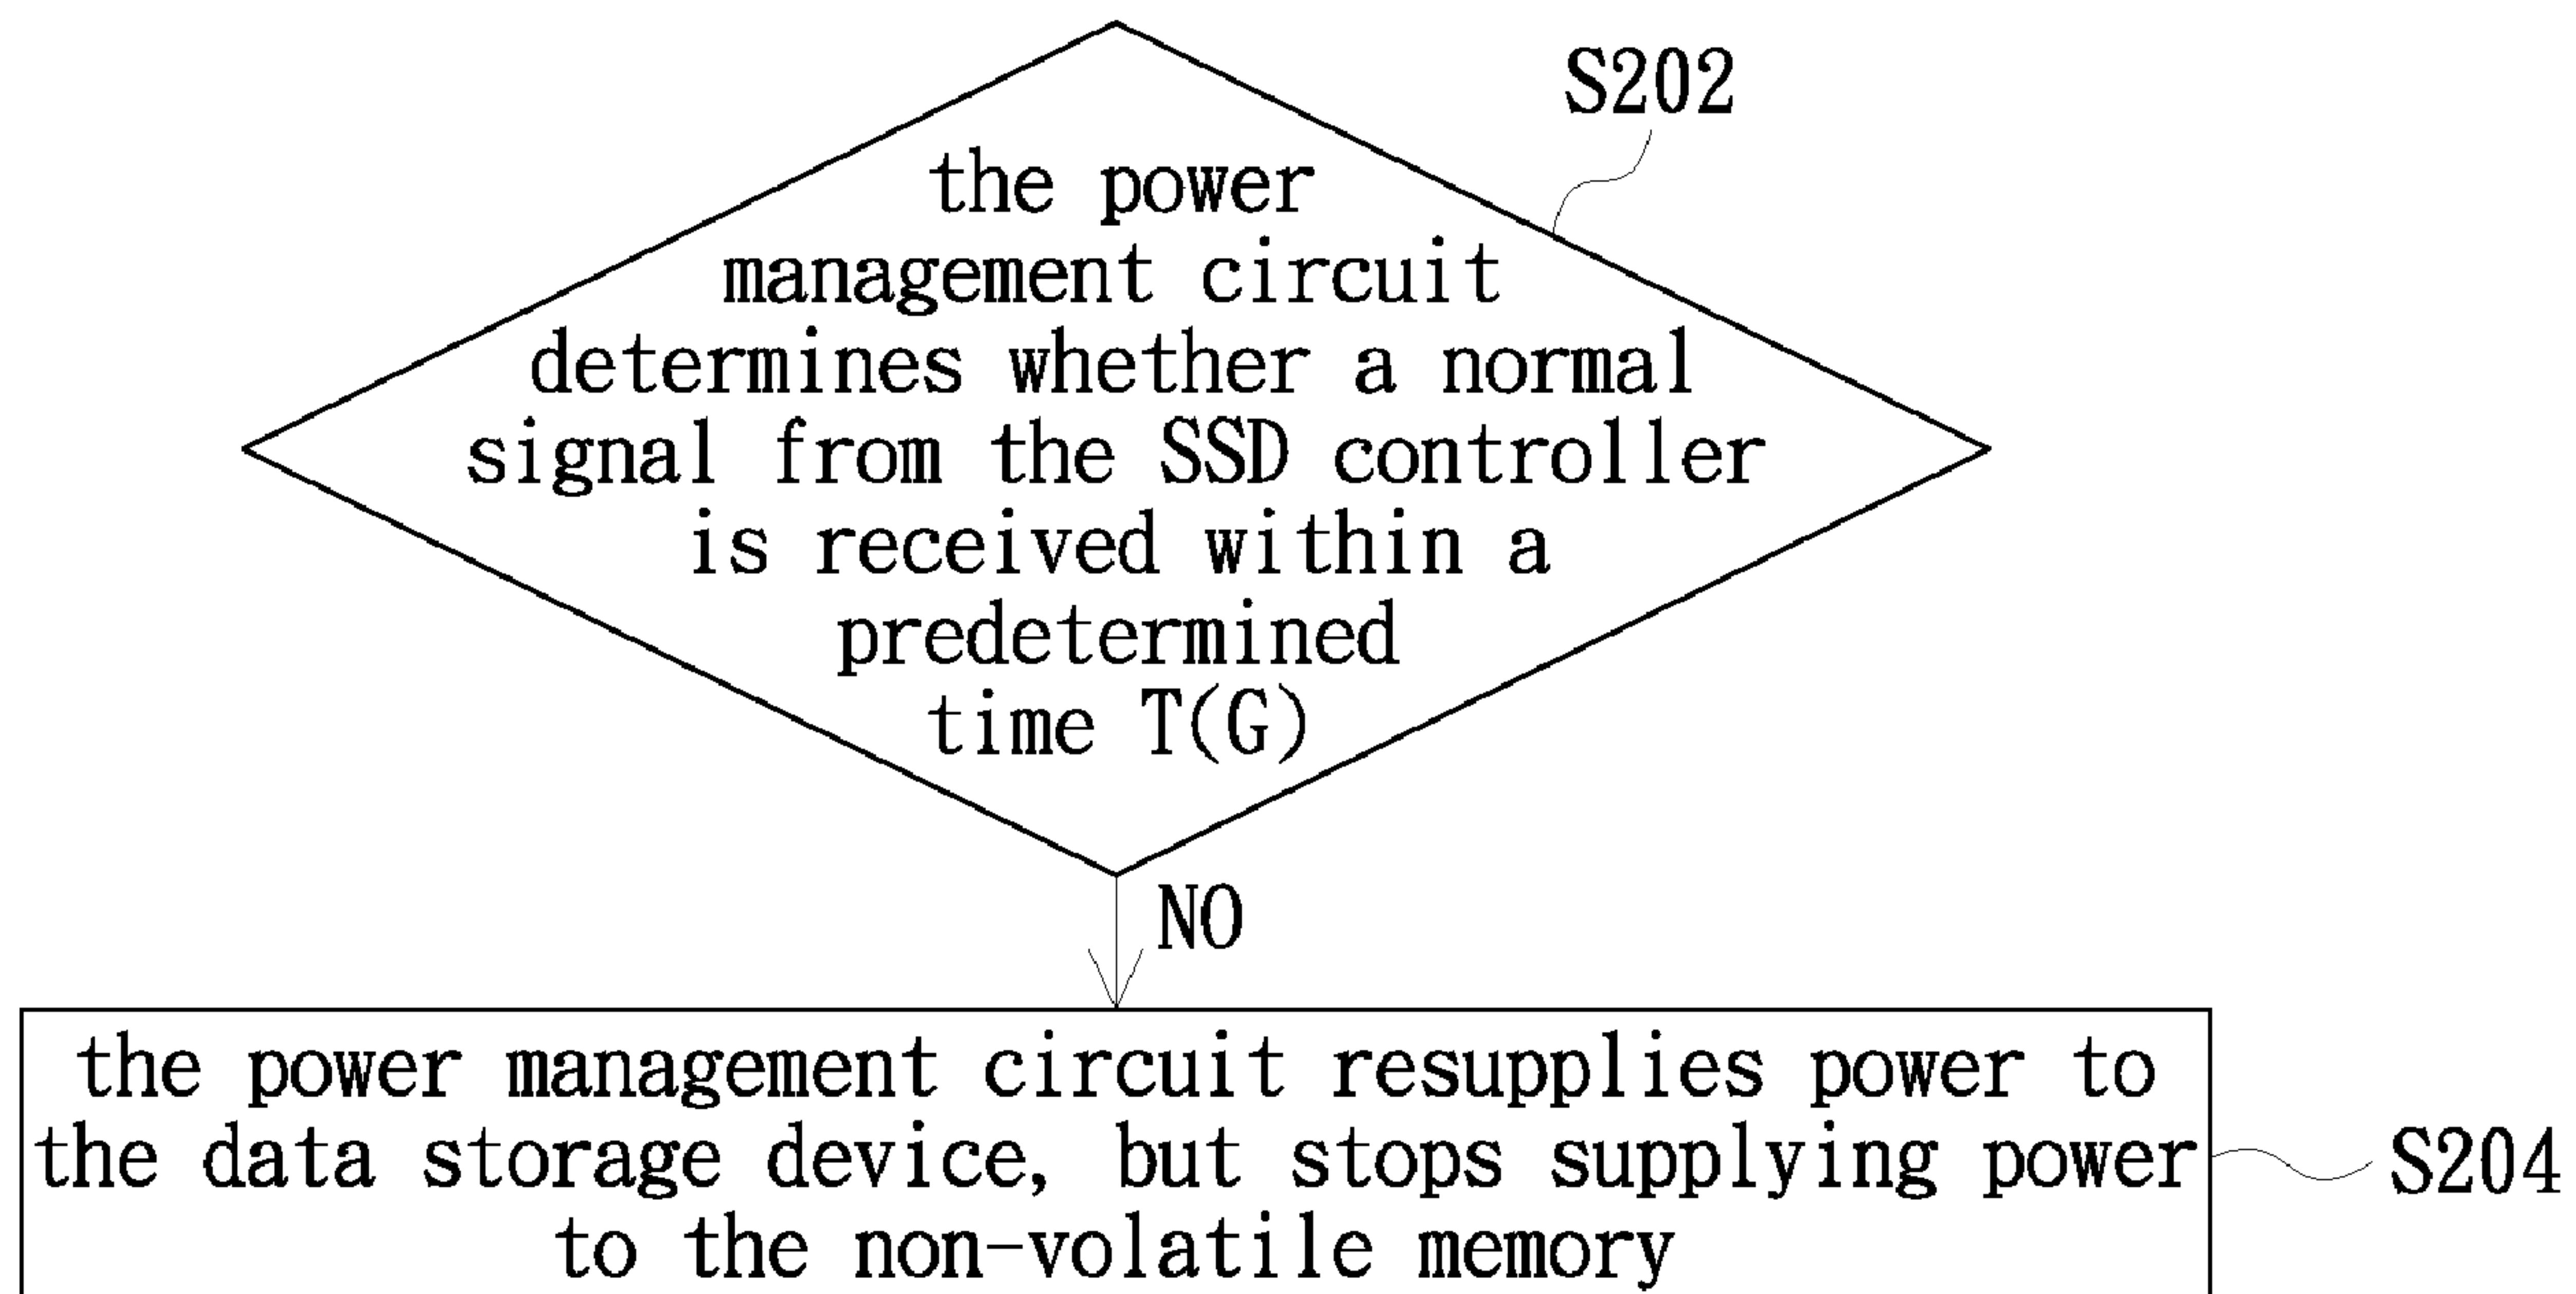 S202
the power
management circuit
determines whether a normal
signal from the SSD controller
is received within a
predetermined
time T(G)
NO
the power management circuit resupplies power to
the data storage device, but stops supplying power
to the non-volatile memory
S204